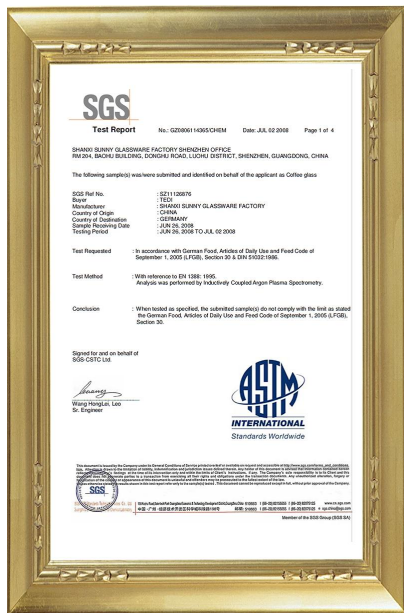 SGS
Test Report No.: GZ0806114365/CHEM Date: JUL 02 2008 Page 1 of 4
SHANXI SUNNY GLASSWARE FACTORY SHENZHEN OFFICE
RM 204, BAOHU BUILDING, DONGHU ROAD, LUOHU DISTRICT, SHENZHEN, GUANGDONG, CHINA
The following sample(s) was/were submitted and identified on behalf of the applicant as Coffee glass
SGS Ref No. : SZ11126876
Buyer : TEDI
Manufacturer : SHANXI SUNNY GLASSWARE FACTORY
Country of Origin : CHINA
Country of Destination : GERMANY
Sample Receiving Date : JUN 26, 2008
Testing Period : JUN 26, 2008 TO JUL 02 2008
Test Requested : In accordance with German Food, Articles of Daily Use and Feed Code of
September 1, 2005 (LFGB), Section 30 & DIN 51032:1986.
Test Method : With reference to EN 1388: 1995.
Analysis was performed by Inductively Coupled Argon Plasma Spectrometry.
Conclusion : When tested as specified, the submitted sample(s) do not comply with the limit as stated
the German Food, Articles of Daily Use and Feed Code of September 1, 2005 (LFGB),
Section 30.
Signed for and on behalf of
SGS-CSTC Ltd.
Wang HongLei, Leo
Sr. Engineer
ASTM
INTERNATIONAL
Standards Worldwide
SGS
Member of the SGS Group (SGS SA)